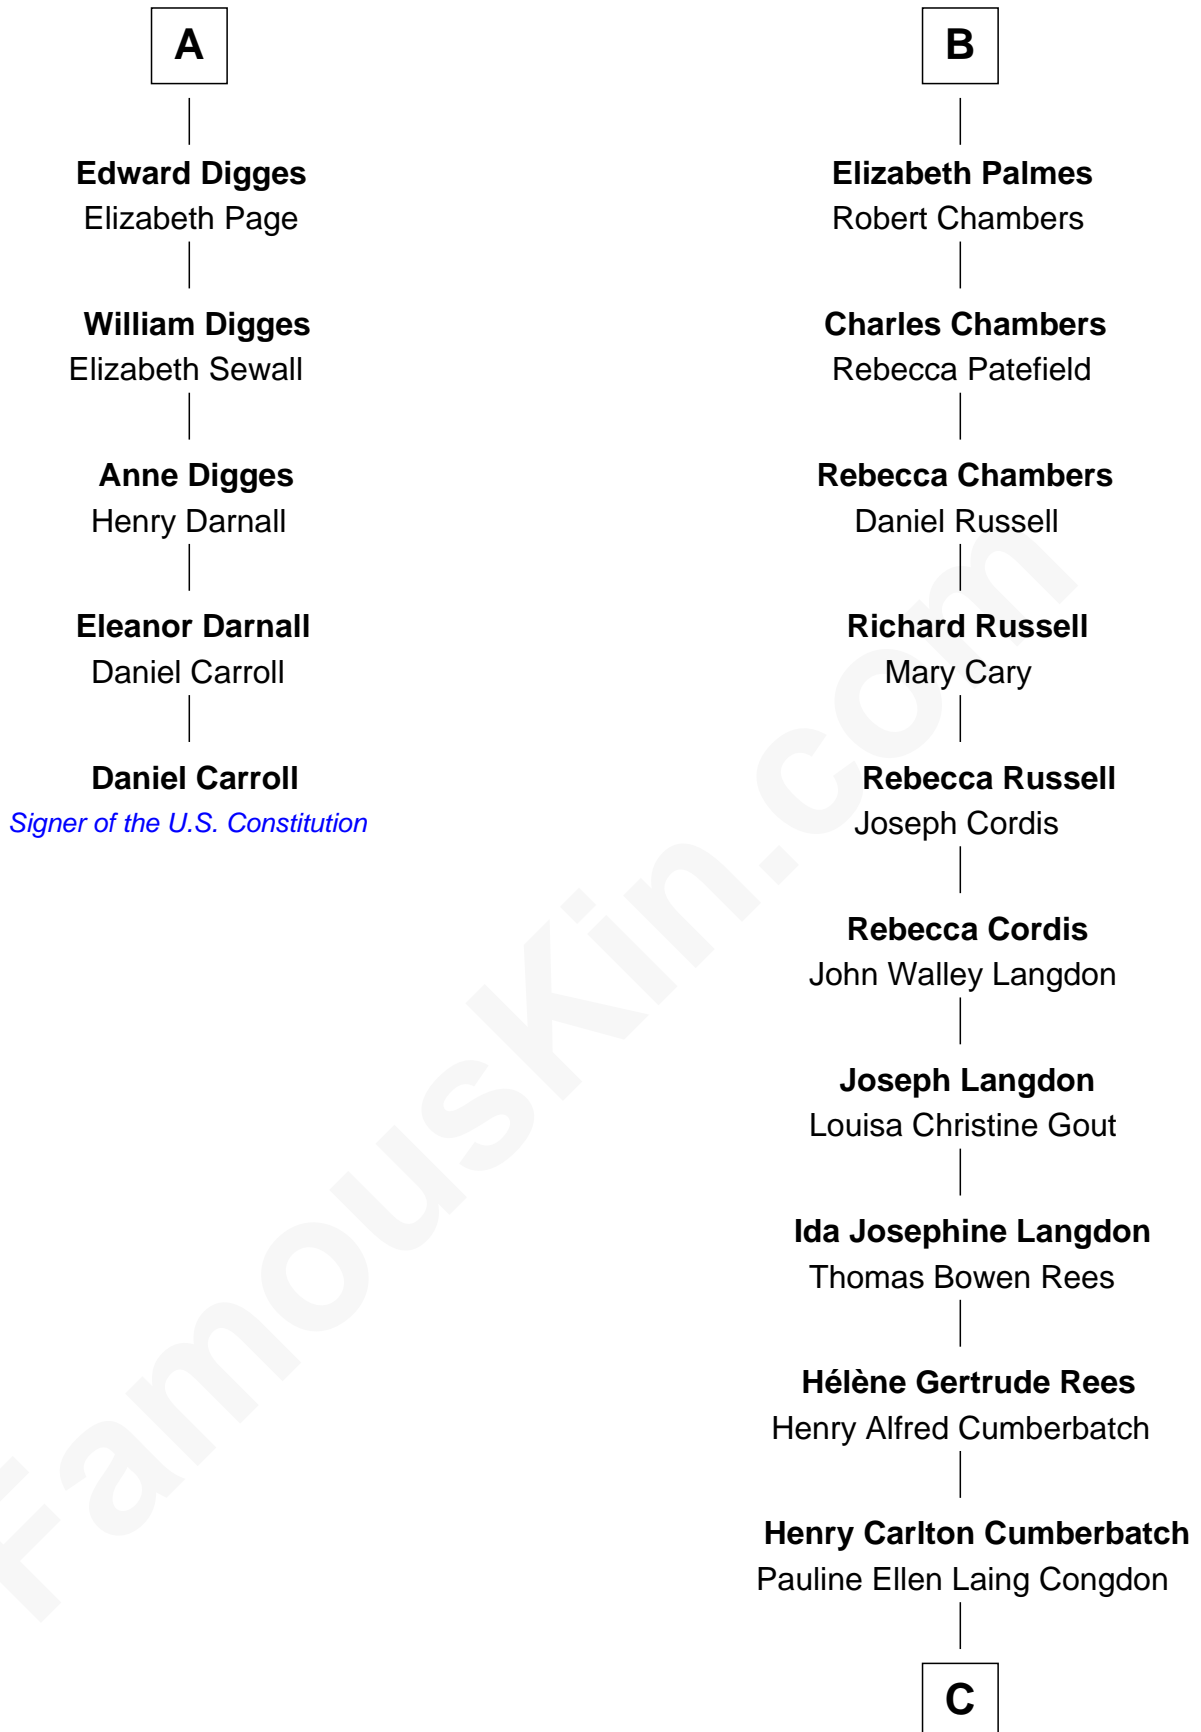 A
Edward Digges
Elizabeth Page
William Digges
Elizabeth Sewall
Anne Digges
Henry Darnall
Eleanor Darnall
Daniel Carroll
Daniel Carroll
Signer of the U.S. Constitution
B
Elizabeth Palmes
Robert Chambers
Charles Chambers
Rebecca Patefield
Rebecca Chambers
Daniel Russell
Richard Russell
Mary Cary
Rebecca Russell
Joseph Cordis
Rebecca Cordis
John Walley Langdon
Joseph Langdon
Louisa Christine Gout
Ida Josephine Langdon
Thomas Bowen Rees
Hélène Gertrude Rees
Henry Alfred Cumberbatch
Henry Carlton Cumberbatch
Pauline Ellen Laing Congdon
C
FamousKin.com